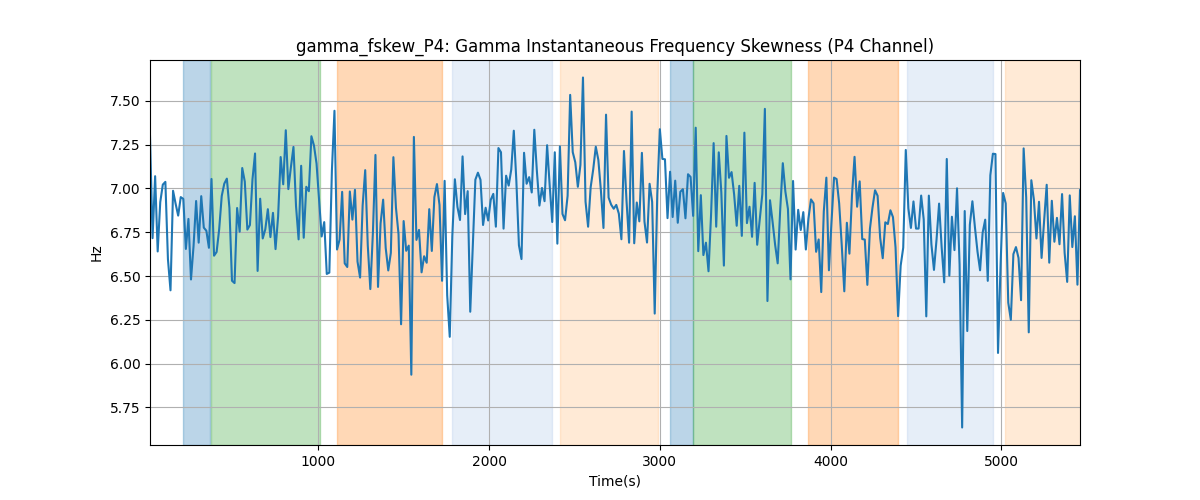 gamma_fskew_P4: Gamma Instantaneous Frequency Skewness (P4 Channel)
7.50
7.25
7.00
6.75
6.50
6.25
6.00
5.75
Hz
1000 2000 3000 4000 5000
Time(s)